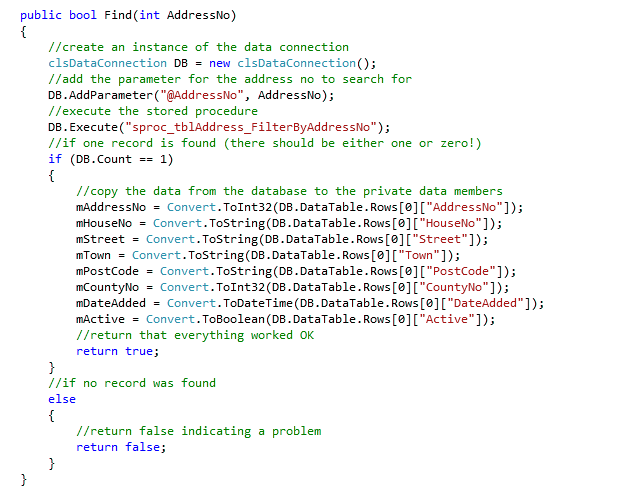 public bool Find(int AddressNo)
{
    //create an instance of the data connection
    clsDataConnection DB = new clsDataConnection();
    //add the parameter for the address no to search for
    DB.AddParameter("@AddressNo", AddressNo);
    //execute the stored procedure
    DB.Execute("sproc_tblAddress_FilterByAddressNo");
    //if one record is found (there should be either one or zero!)
    if (DB.Count == 1)
    {
        //copy the data from the database to the private data members
        mAddressNo = Convert.ToInt32(DB.DataTable.Rows[0]["AddressNo"]);
        mHouseNo = Convert.ToString(DB.DataTable.Rows[0]["HouseNo"]);
        mStreet = Convert.ToString(DB.DataTable.Rows[0]["Street"]);
        mTown = Convert.ToString(DB.DataTable.Rows[0]["Town"]);
        mPostCode = Convert.ToString(DB.DataTable.Rows[0]["PostCode"]);
        mCountyNo = Convert.ToInt32(DB.DataTable.Rows[0]["CountyNo"]);
        mDateAdded = Convert.ToDateTime(DB.DataTable.Rows[0]["DateAdded"]);
        mActive = Convert.ToBoolean(DB.DataTable.Rows[0]["Active"]);
        //return that everything worked OK
        return true;
    }
    //if no record was found
    else
    {
        //return false indicating a problem
        return false;
    }
}